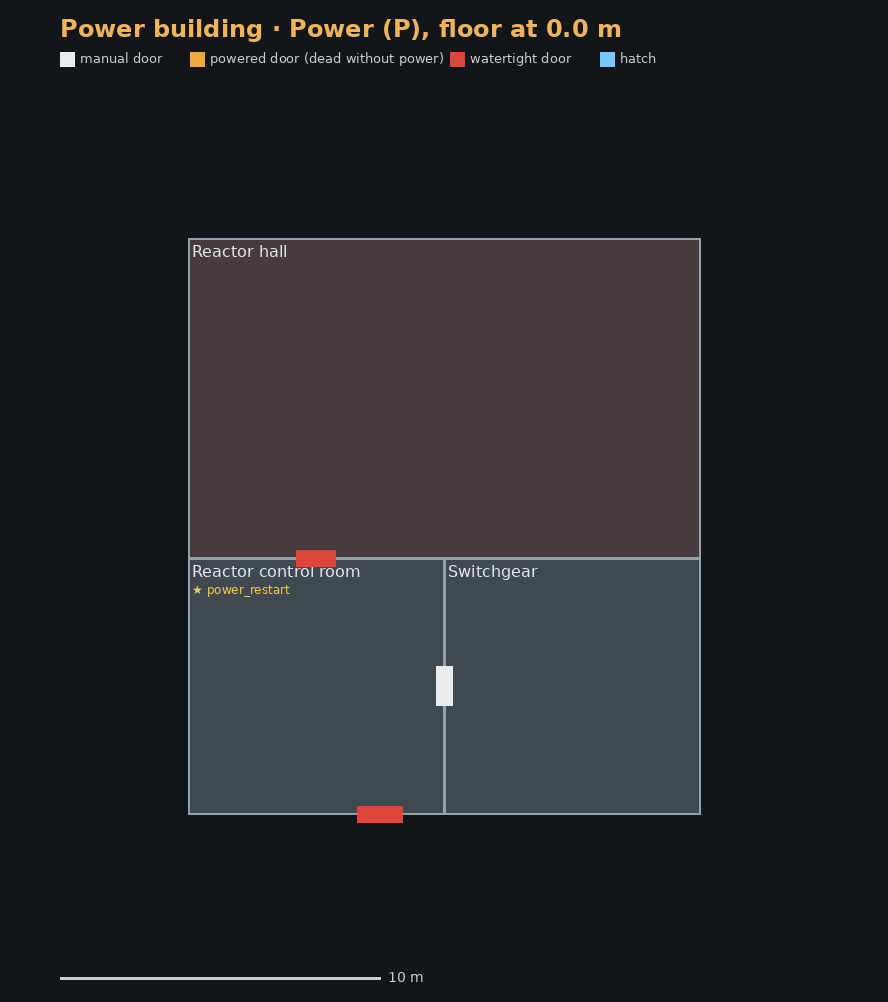 Power building · Power (P), floor at 0.0 m
manual door powered door (dead without power) watertight door hatch
Reactor hall
Reactor control room Switchgear
★ power_restart
10 m